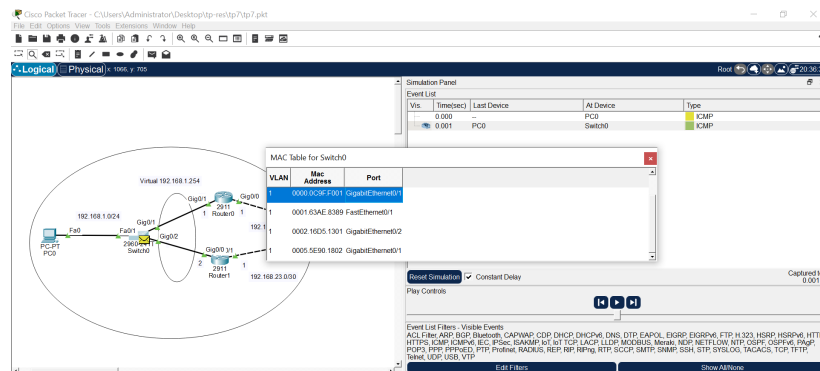 Cisco Packet Tracer - C:\Users\Administrator\Desktop\tp-res\tp7\tp7.pkt
File Edit Options View Tools Extensions Window Help
Logical Physical x: 1066, y: 705 Root 20:36:
Simulation Panel
Event List
Vis. Time(sec) Last Device At Device Type
0.000 -- PC0 ICMP
0.001 PC0 Switch0 ICMP
MAC Table for Switch0
VLAN Mac Address Port
1 0000.0C9F.F001 GigabitEthernet0/1
1 0001.63AE.8389 FastEthernet0/1
1 0002.16D5.1301 GigabitEthernet0/2
1 0005.5E90.1802 GigabitEthernet0/1
Virtual 192.168.1.254
Gig0/1 Gig0/0
2911
1 Router0 1
192.168.1.0/24
Gig0/1
Fa0 Fa0/1 Gig0/2
192.1
PC-PT
PC0
Switch0
Gig0/0
2 2911 1
Router1
192.168.23.0/30
Reset Simulation Constant Delay
Captured to
0.001
Play Controls
Event List Filters - Visible Events
ACL Filter, ARP, BGP, Bluetooth, CAPWAP, CDP, DHCP, DHCPv6, DNS, DTP, EAPOL, EIGRP, EIGRPv6, FTP, H.323, HSRP, HSRPv6, HTT
HTTPS, ICMP, ICMPv6, IEC, IPSec, ISAKMP, IoT, IoT TCP, LACP, LLDP, MODBUS, Meraki, NDP, NETFLOW, NTP, OSPF, OSPFv6, PAgP,
POP3, PPP, PPPoED, PTP, Profinet, RADIUS, REP, RIP, RIPng, RTP, SCCP, SMTP, SNMP, SSH, STP, SYSLOG, TACACS, TCP, TFTP,
Telnet, UDP, USB, VTP
Edit Filters Show All/None